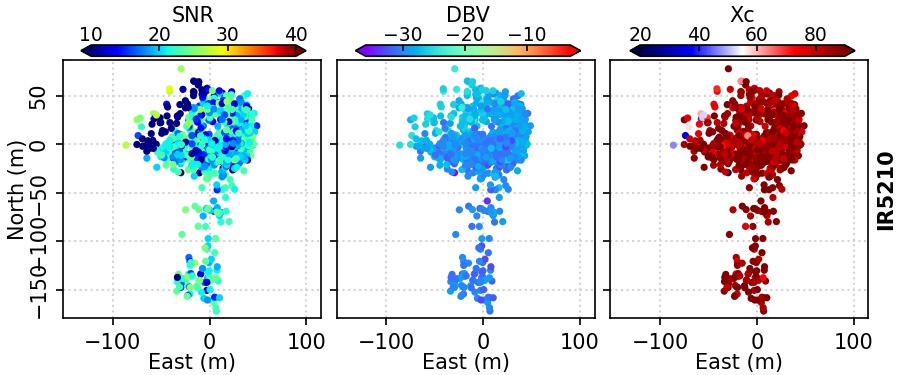 SNR
10 20 30 40
DBV
−30 −20 −10
Xc
20 40 60 80
North (m)
50
0
−50
−100
−150
−100 0 100
East (m)
−100 0 100
East (m)
−100 0 100
East (m)
IR5210